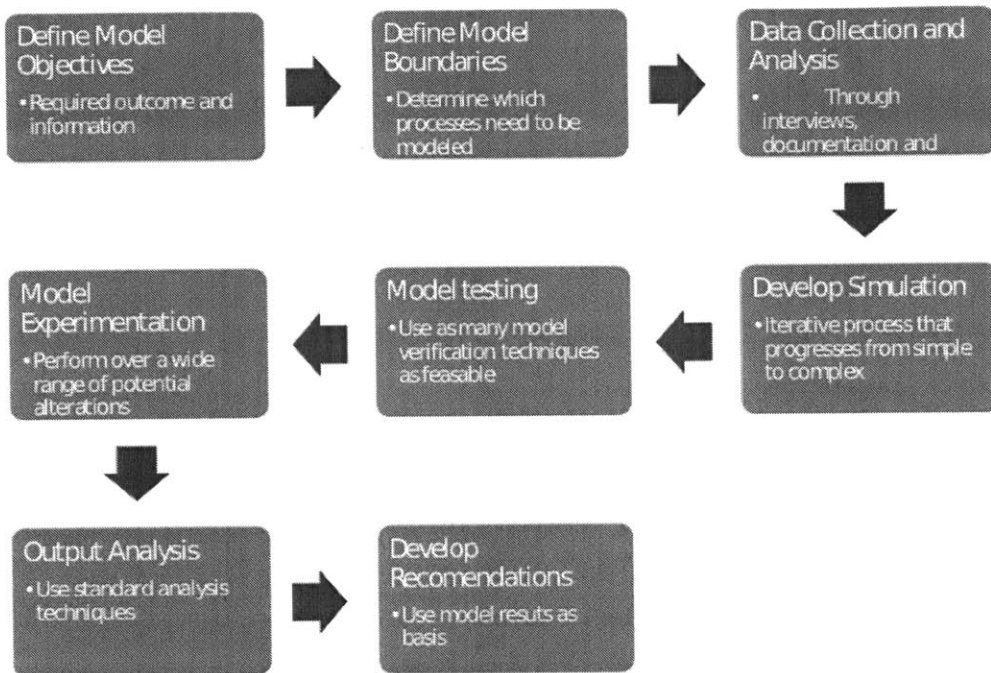 Define Model
Objectives
•Required outcome and
information
Define Model
Boundaries
•Determine which
processes need to be
modeled
Data Collection and
Analysis
• Through
interviews,
documentation and
Develop Simulation
•Iterative process that
progresses from simple
to complex
Model testing
•Use as many model
verification techniques
as feasable
Model
Experimentation
•Perform over a wide
range of potential
alterations
Output Analysis
•Use standard analysis
techniques
Develop
Recomendations
•Use model resuts as
basis